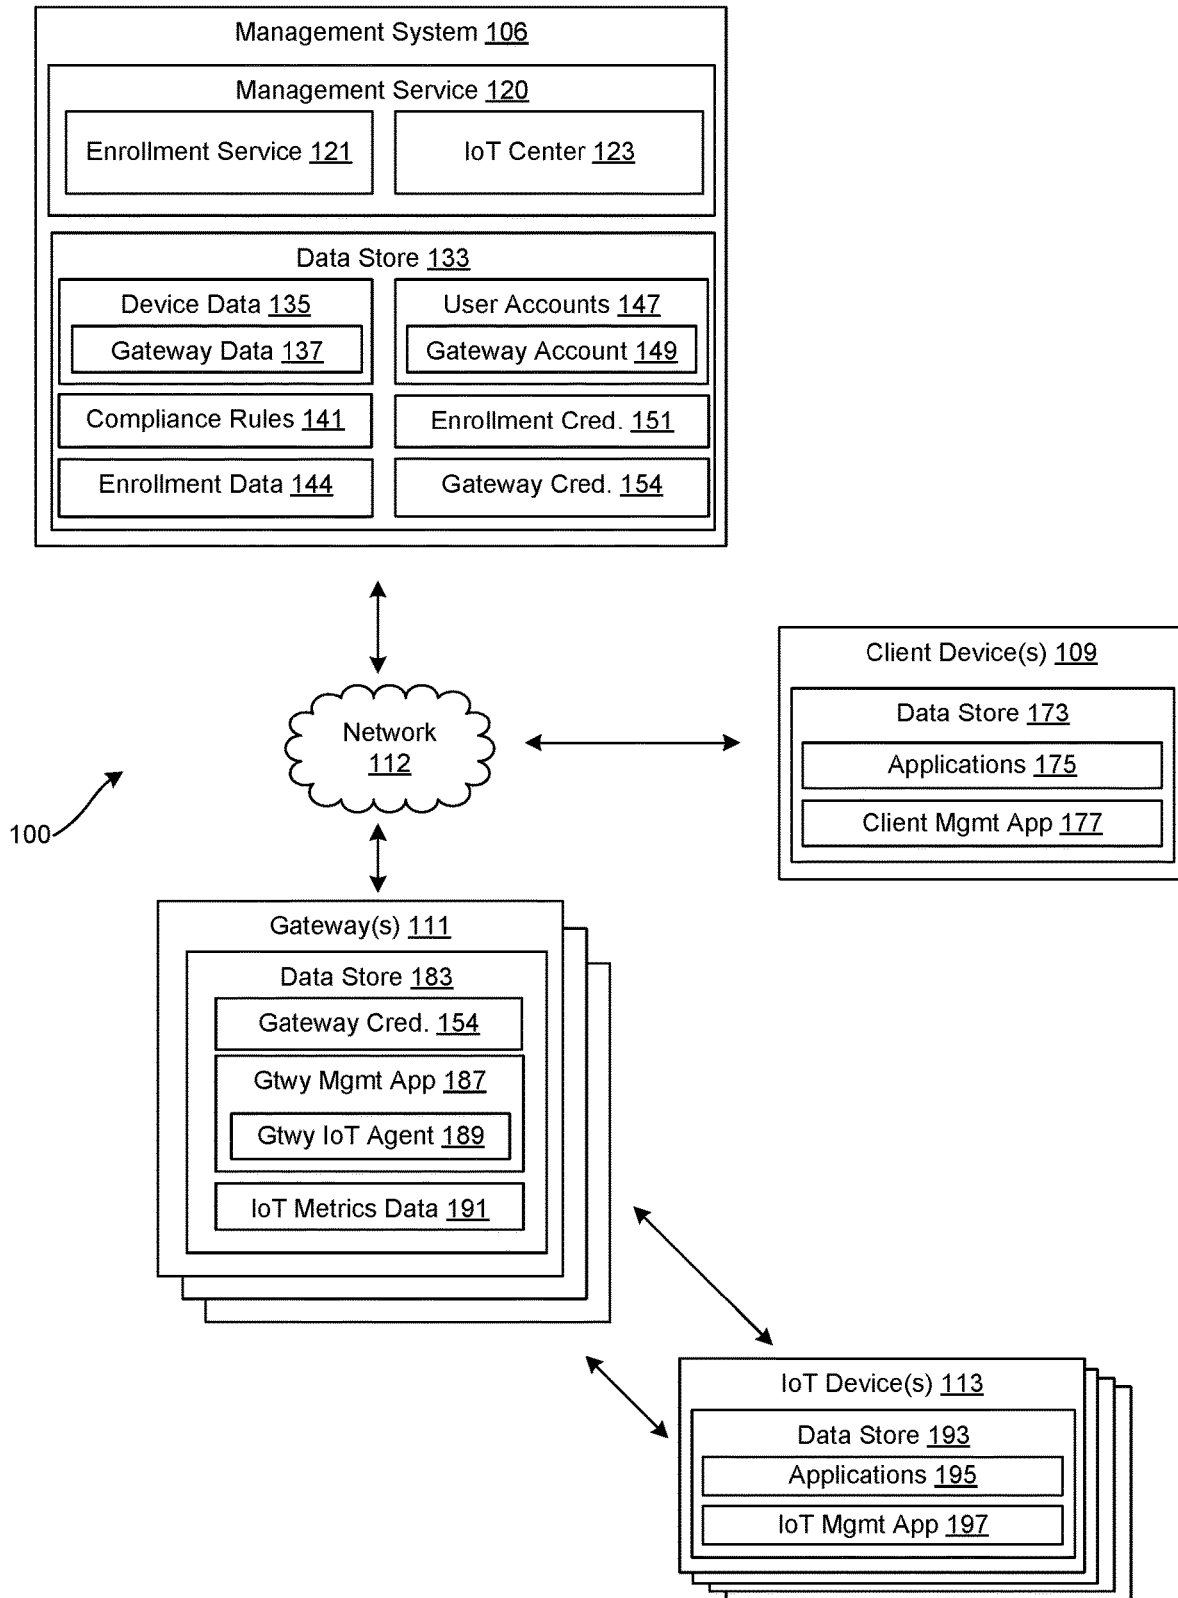 Management System 106
Management Service 120
Enrollment Service 121
IoT Center 123
Data Store 133
Device Data 135
User Accounts 147
Gateway Data 137
Gateway Account 149
Compliance Rules 141
Enrollment Cred. 151
Enrollment Data 144
Gateway Cred. 154
Client Device(s) 109
Data Store 173
Applications 175
Client Mgmt App 177
Network
112
100
Gateway(s) 111
Data Store 183
Gateway Cred. 154
Gtwy Mgmt App 187
Gtwy IoT Agent 189
IoT Metrics Data 191
IoT Device(s) 113
Data Store 193
Applications 195
IoT Mgmt App 197